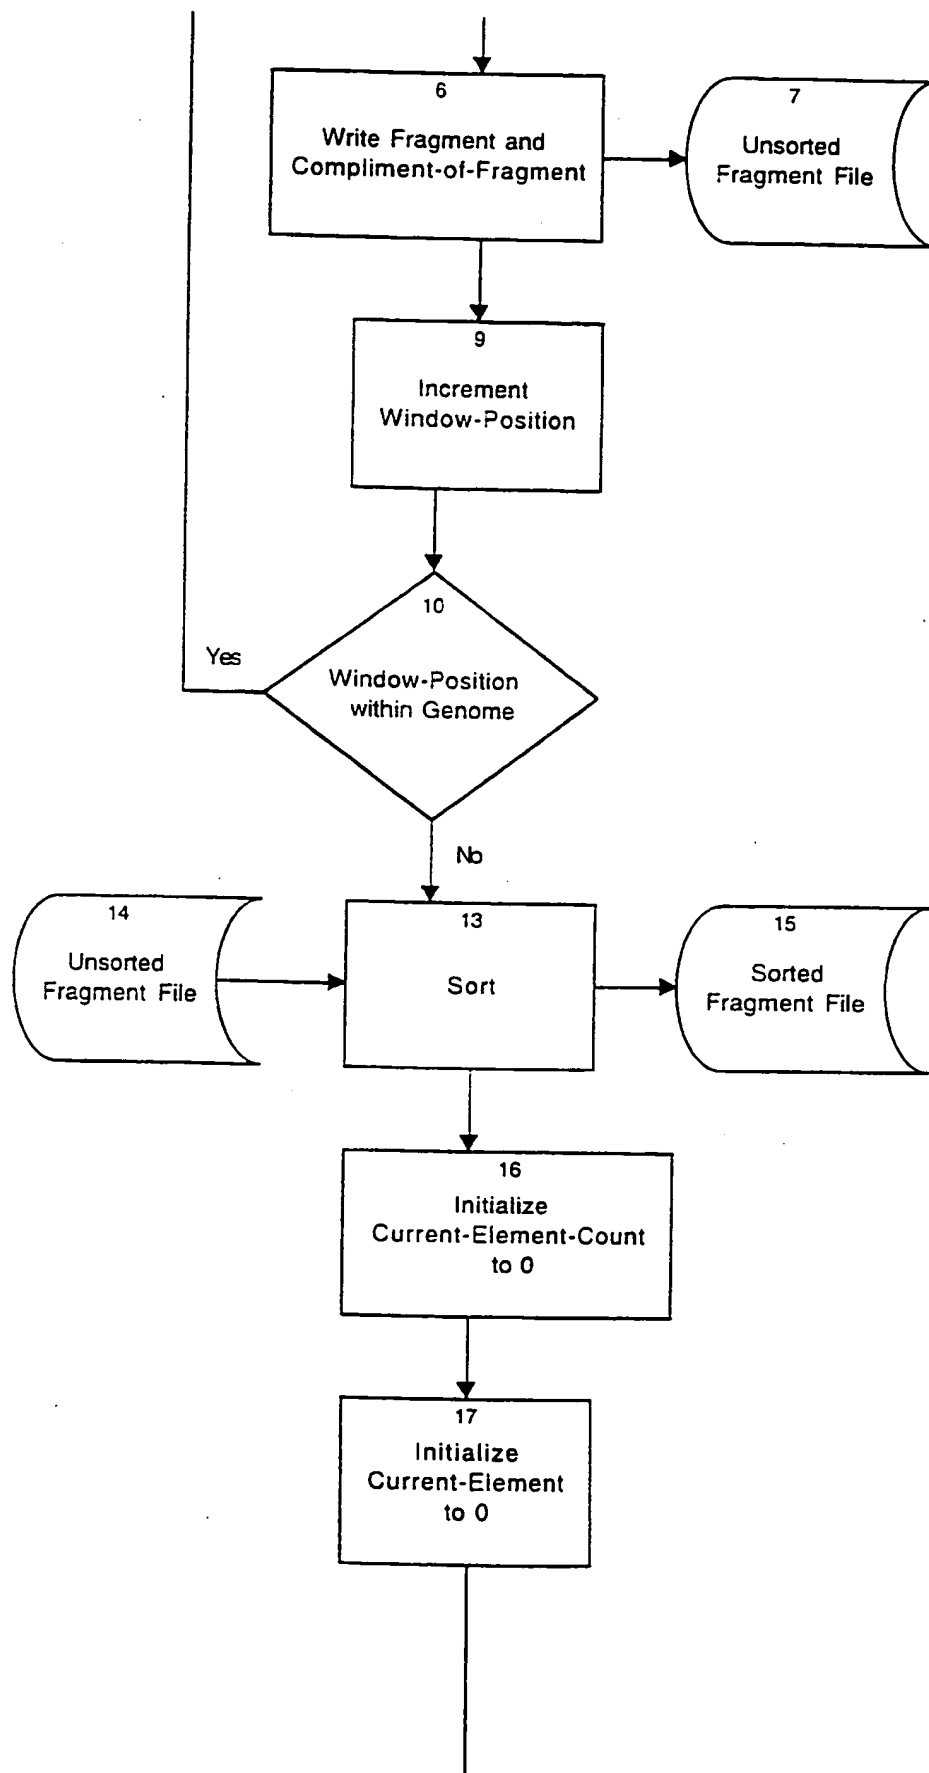 6
Write Fragment and
Compliment-of-Fragment
7
Unsorted
Fragment File
9
Increment
Window-Position
10
Window-Position
within Genome
Yes
No
14
Unsorted
Fragment File
13
Sort
15
Sorted
Fragment File
16
Initialize
Current-Element-Count
to 0
17
Initialize
Current-Element
to 0